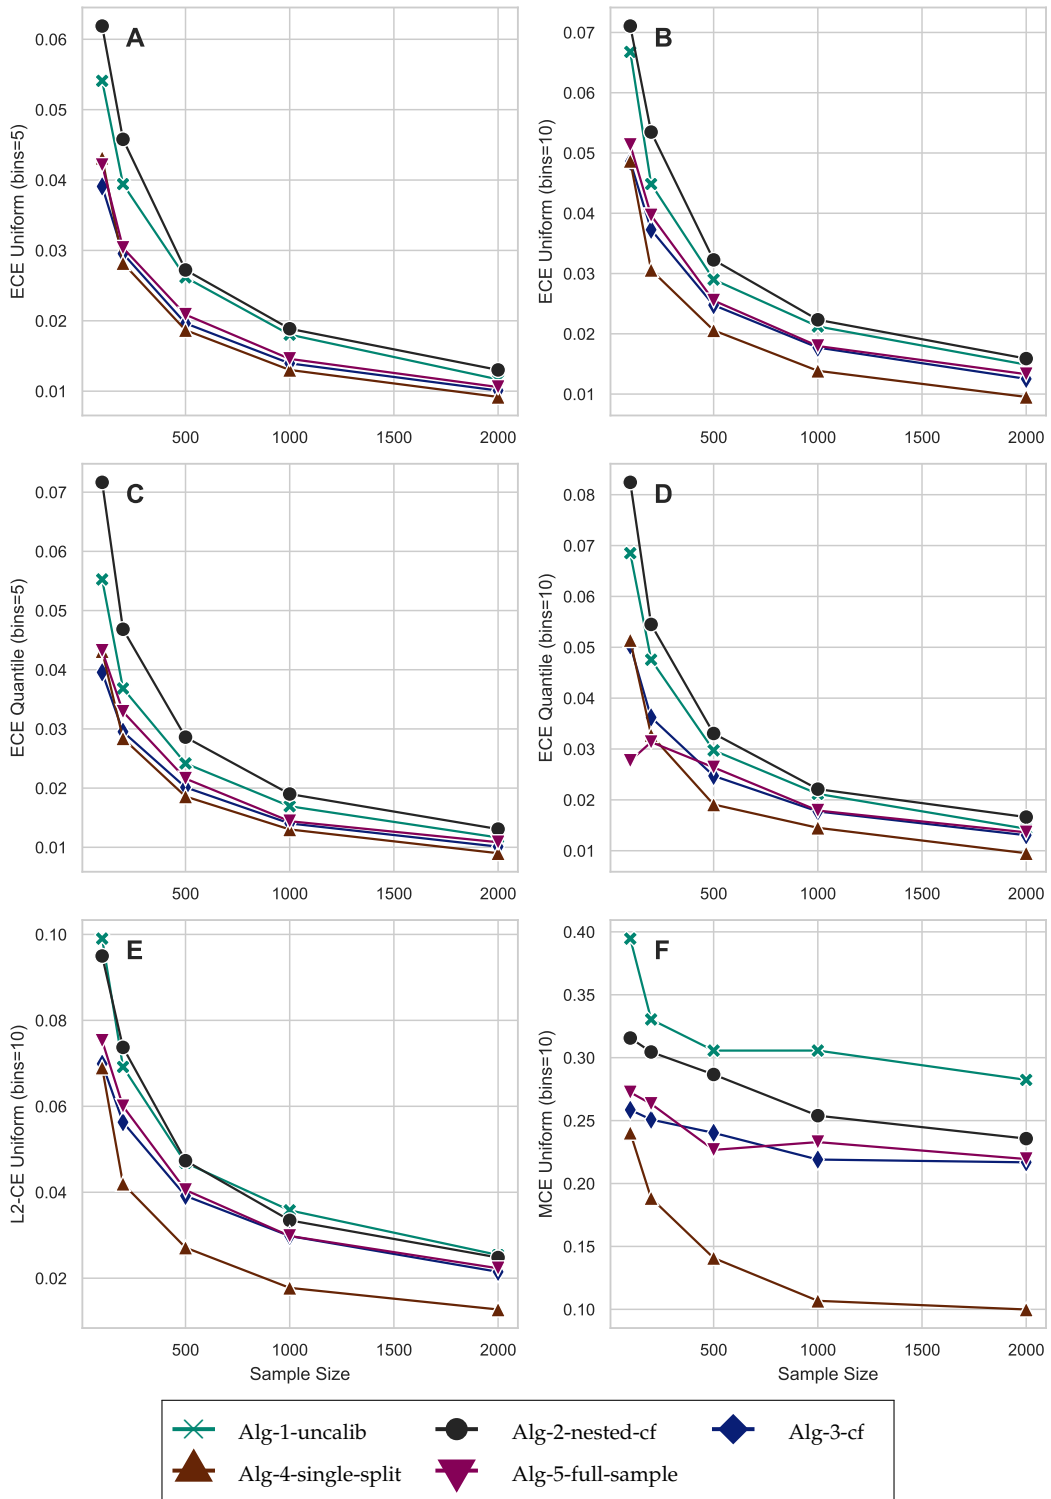 A
B
0.06
0.05
0.04
0.03
0.02
0.01
ECE Uniform (bins=5)
500 1000 1500 2000
0.07
0.06
0.05
0.04
0.03
0.02
0.01
ECE Uniform (bins=10)
500 1000 1500 2000
C
D
0.07
0.06
0.05
0.04
0.03
0.02
0.01
ECE Quantile (bins=5)
500 1000 1500 2000
0.08
0.07
0.06
0.05
0.04
0.03
0.02
0.01
ECE Quantile (bins=10)
500 1000 1500 2000
E
F
0.10
0.08
0.06
0.04
0.02
L2-CE Uniform (bins=10)
500 1000 1500 2000
Sample Size
0.40
0.35
0.30
0.25
0.20
0.15
0.10
MCE Uniform (bins=10)
500 1000 1500 2000
Sample Size
Alg-1-uncalib Alg-2-nested-cf Alg-3-cf
Alg-4-single-split Alg-5-full-sample